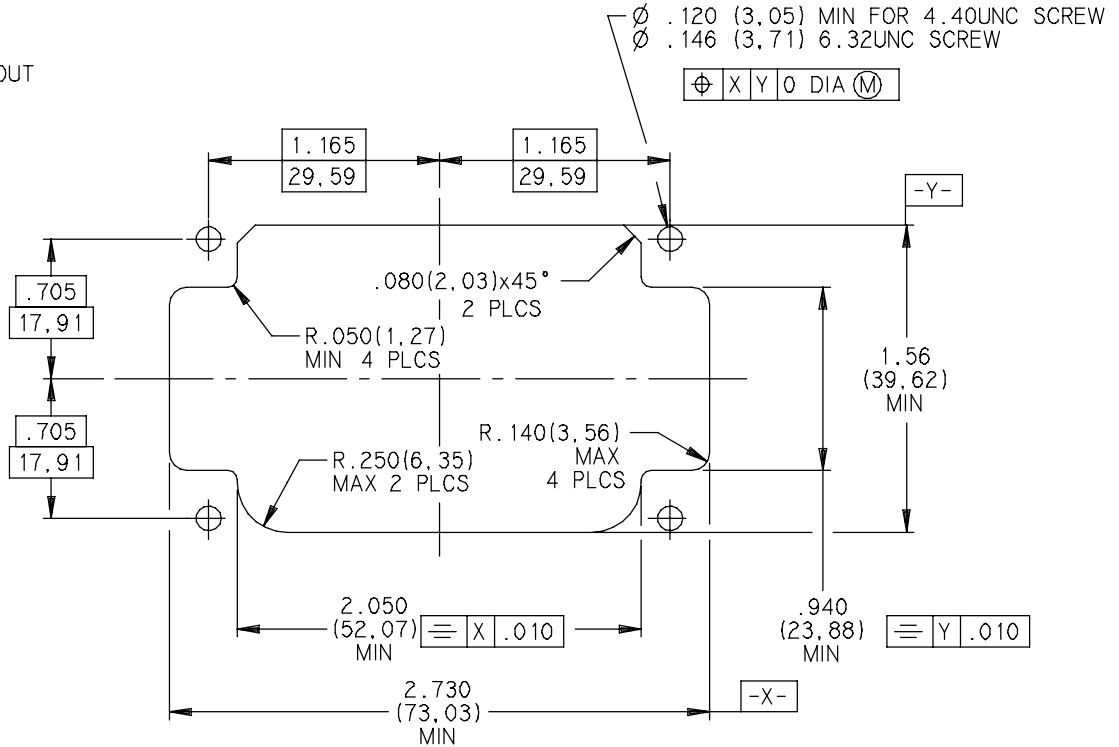 Ø .120 (3,05) MIN FOR 4.40UNC SCREW
Ø .146 (3,71) 6.32UNC SCREW
OUT
⌖ X Y 0 DIA Ⓜ
1.165
29,59
1.165
29,59
-Y-
.705
17,91
.080(2,03)x45°
2 PLCS
R.050(1,27)
MIN 4 PLCS
1.56
(39,62)
MIN
.705
17,91
R.140(3,56)
MAX
4 PLCS
R.250(6,35)
MAX 2 PLCS
2.050
(52,07)
MIN
⌯ X .010
.940
(23,88)
MIN
⌯ Y .010
2.730
(73,03)
MIN
-X-